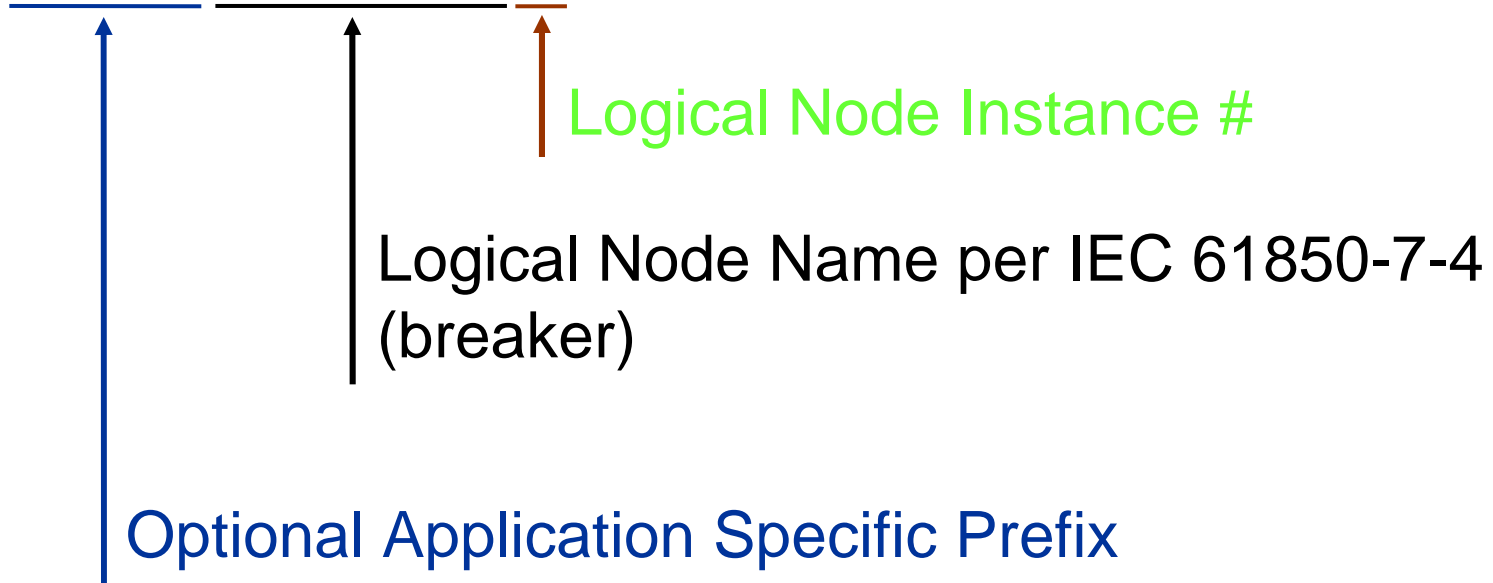 Logical Node Instance #
Logical Node Name per IEC 61850-7-4
(breaker)
Optional Application Specific Prefix